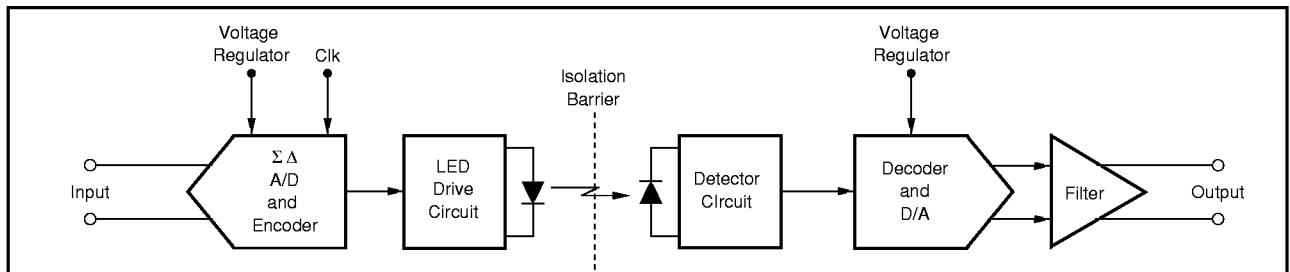 Voltage
Regulator
Clk
Voltage
Regulator
Isolation
Barrier
Input
Σ Δ
A/D
and
Encoder
LED
Drive
Circuit
Detector
CIrcuit
Decoder
and
D/A
Filter
Output